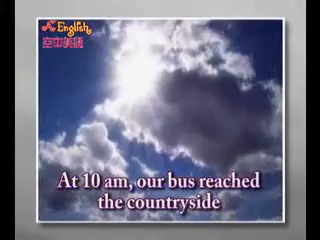 English
空中美語
At 10 am, our bus reached
the countryside